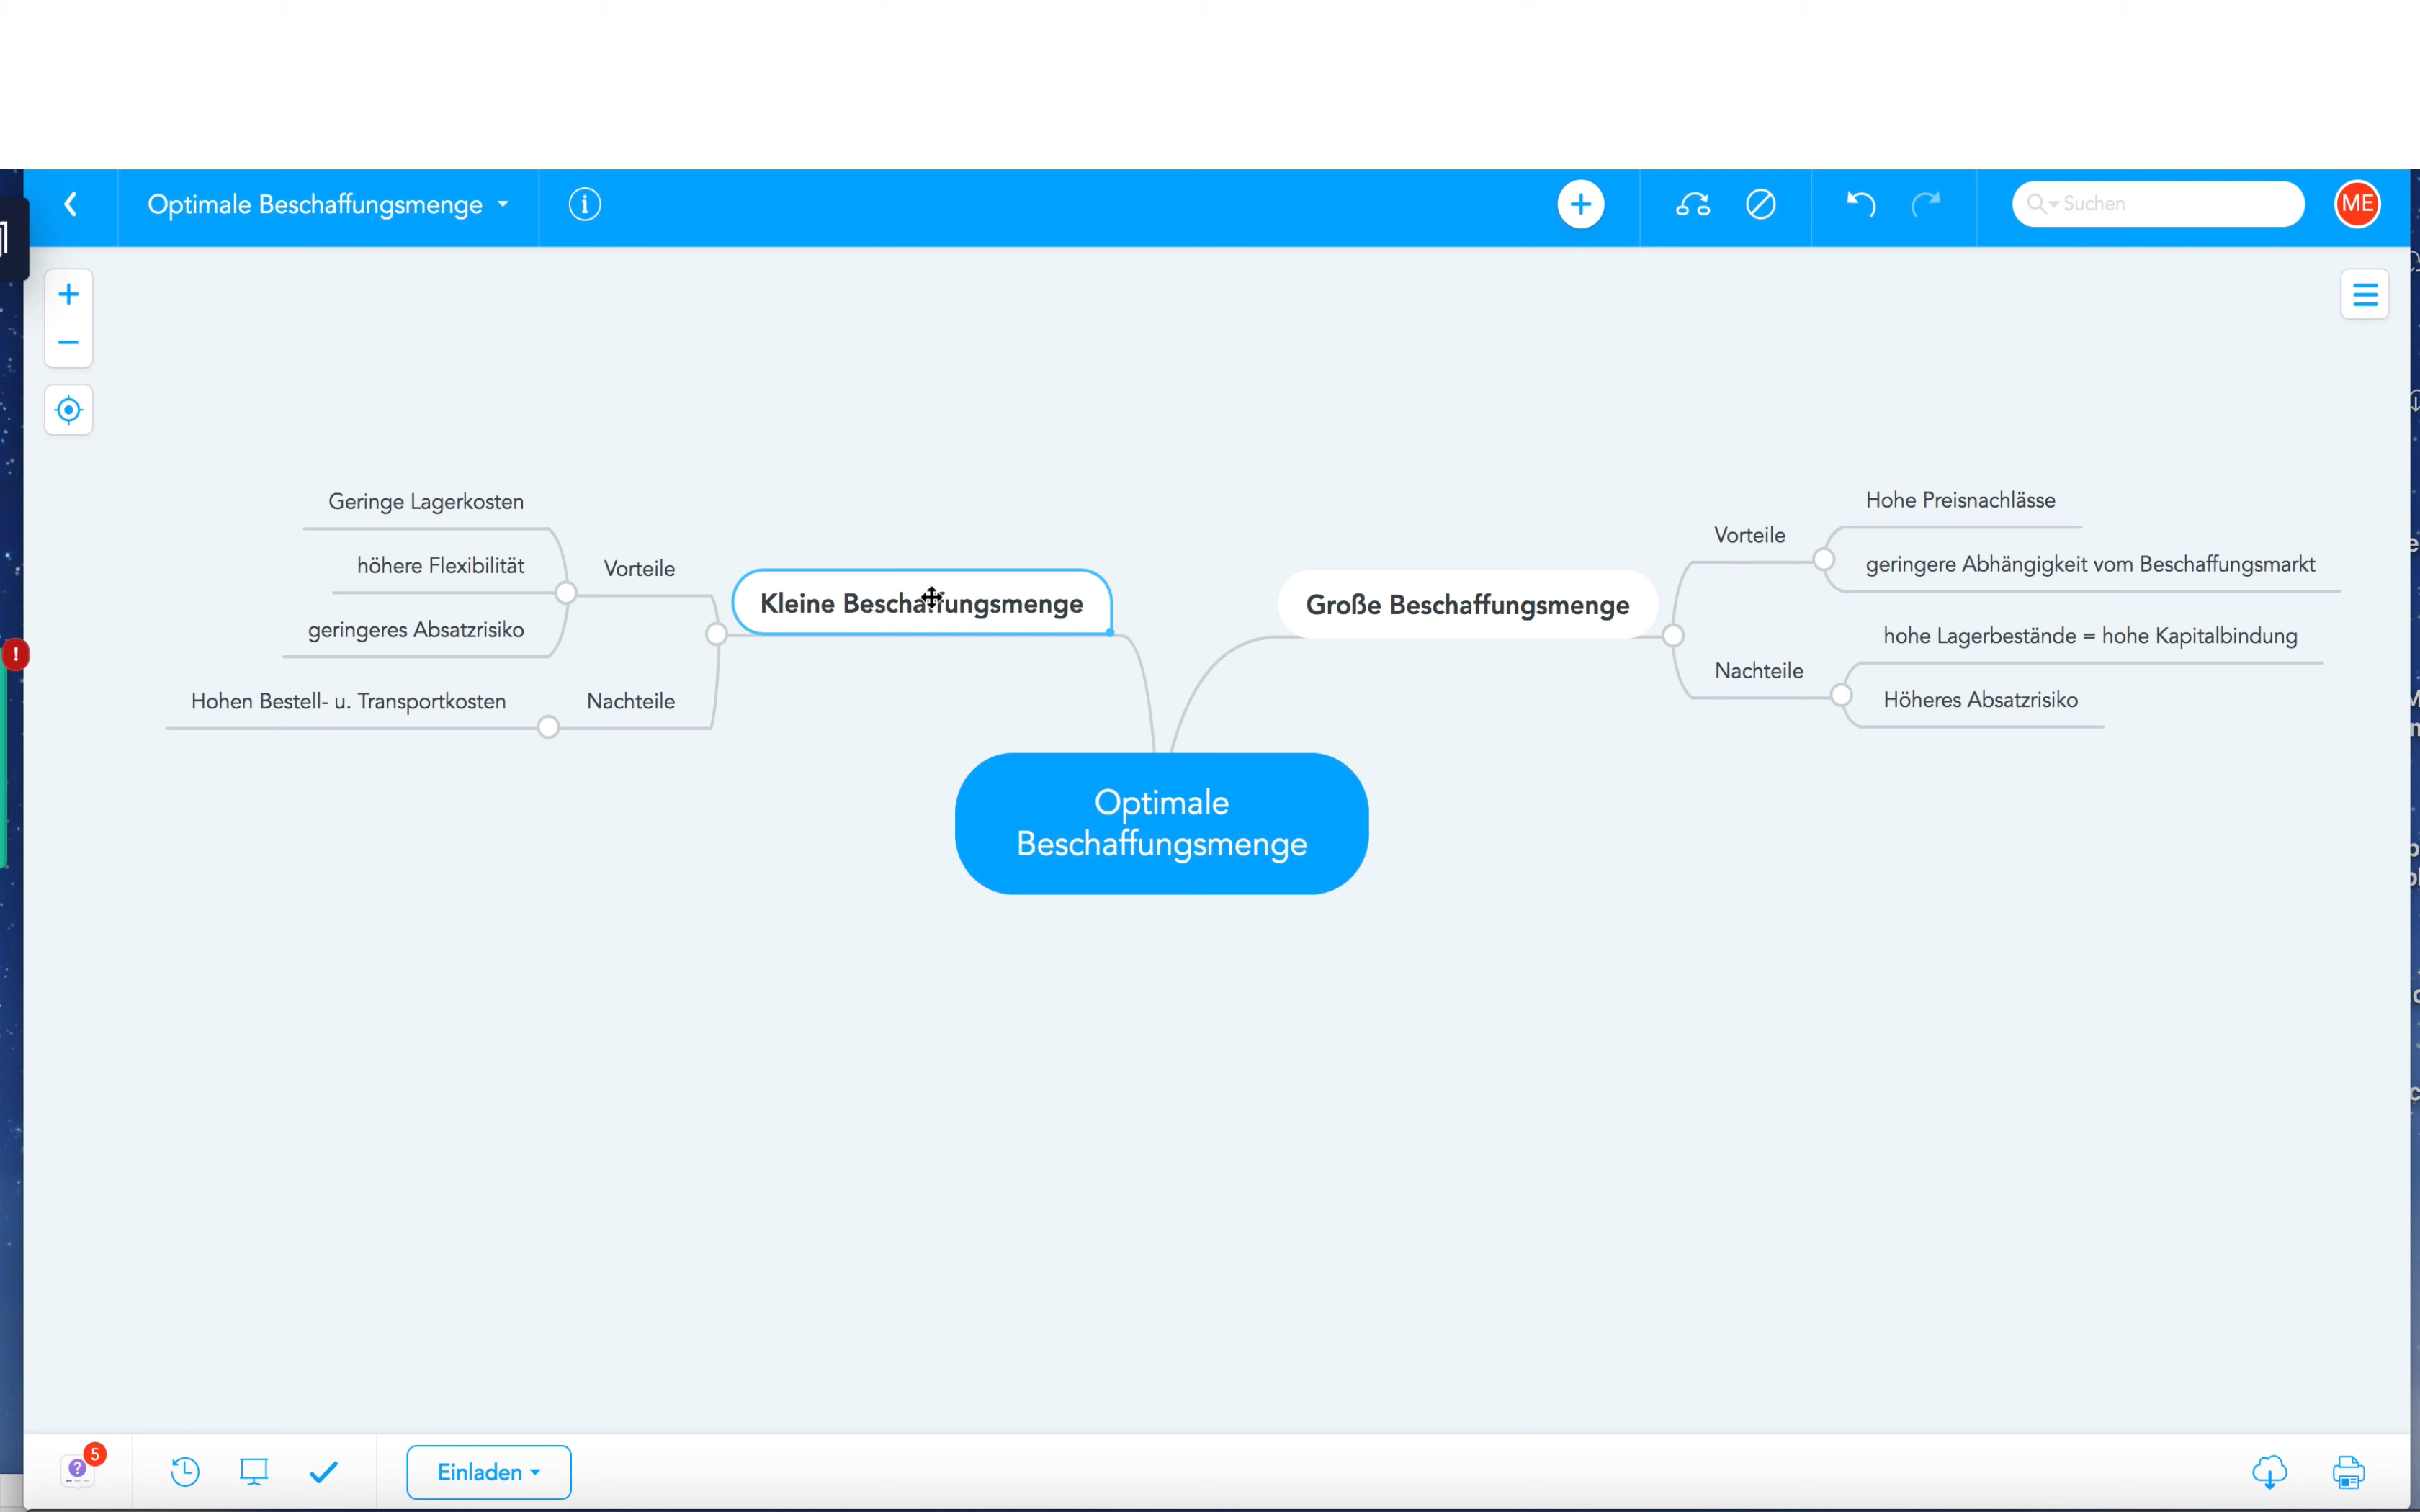 Optimale Beschaffungsmenge
Suchen
ME
Geringe Lagerkosten
höhere Flexibilität
geringeres Absatzrisiko
Vorteile
Hohen Bestell- u. Transportkosten
Nachteile
Kleine Beschaffungsmenge
Große Beschaffungsmenge
Vorteile
Hohe Preisnachlässe
geringere Abhängigkeit vom Beschaffungsmarkt
Nachteile
hohe Lagerbestände = hohe Kapitalbindung
Höheres Absatzrisiko
Optimale
Beschaffungsmenge
5
Einladen